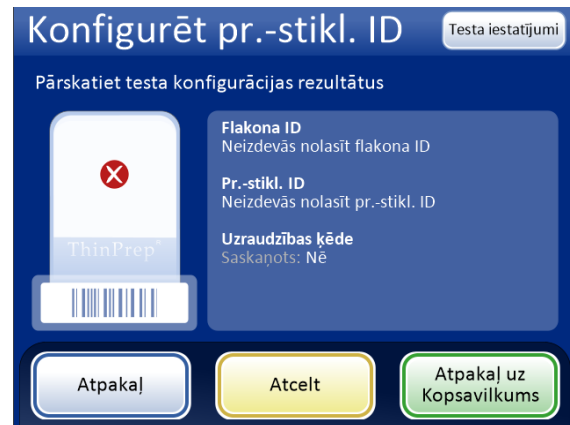 Konfigurēt pr.-stikl. ID
Testa iestatījumi
Pārskatiet testa konfigurācijas rezultātus
Flakona ID
Neizdevās nolasīt flakona ID
Pr.-stikl. ID
Neizdevās nolasīt pr.-stikl. ID
Uzraudzības ķēde
Saskaņots: Nē
ThinPrep®
Atpakaļ
Atcelt
Atpakaļ uz
Kopsavilkums